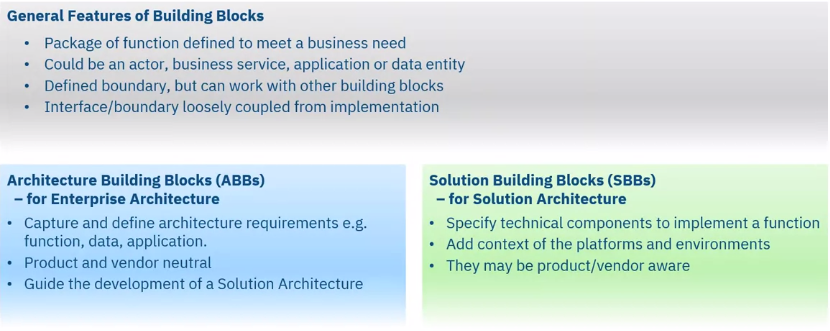 General Features of Building Blocks
• Package of function defined to meet a business need
• Could be an actor, business service, application or data entity
• Defined boundary, but can work with other building blocks
• Interface/boundary loosely coupled from implementation
Architecture Building Blocks (ABBs)
– for Enterprise Architecture
• Capture and define architecture requirements e.g.
function, data, application.
• Product and vendor neutral
• Guide the development of a Solution Architecture
Solution Building Blocks (SBBs)
– for Solution Architecture
• Specify technical components to implement a function
• Add context of the platforms and environments
• They may be product/vendor aware